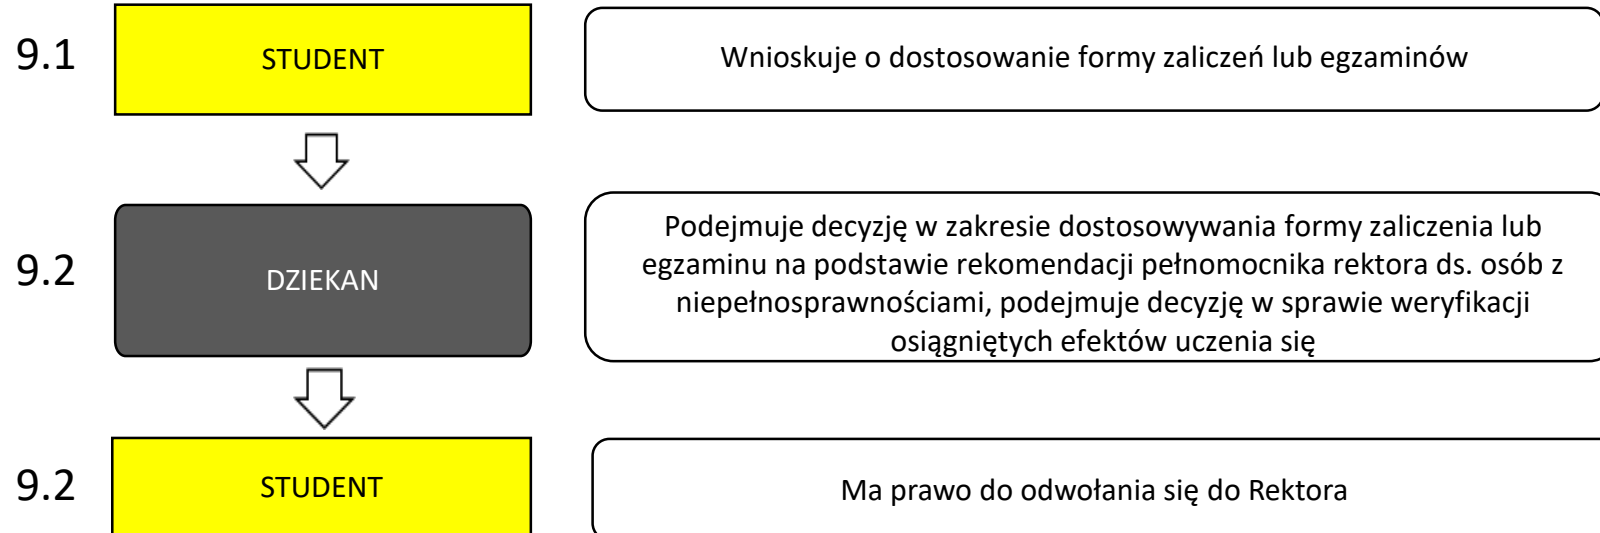 9.1
STUDENT
Wnioskuje o dostosowanie formy zaliczeń lub egzaminów
9.2
DZIEKAN
Podejmuje decyzję w zakresie dostosowywania formy zaliczenia lub
egzaminu na podstawie rekomendacji pełnomocnika rektora ds. osób z
niepełnosprawnościami, podejmuje decyzję w sprawie weryfikacji
osiągniętych efektów uczenia się
9.2
STUDENT
Ma prawo do odwołania się do Rektora